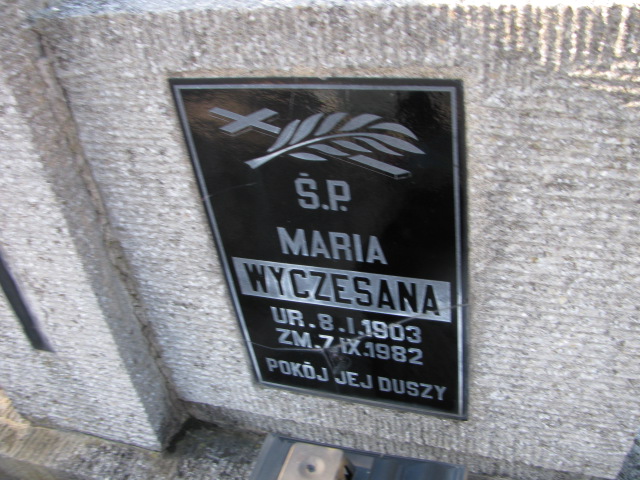 Ś.P.
MARIA
WYCZESANA
UR. 8. I. 1903
ZM. 7 IX. 1982
POKÓJ JEJ DUSZY